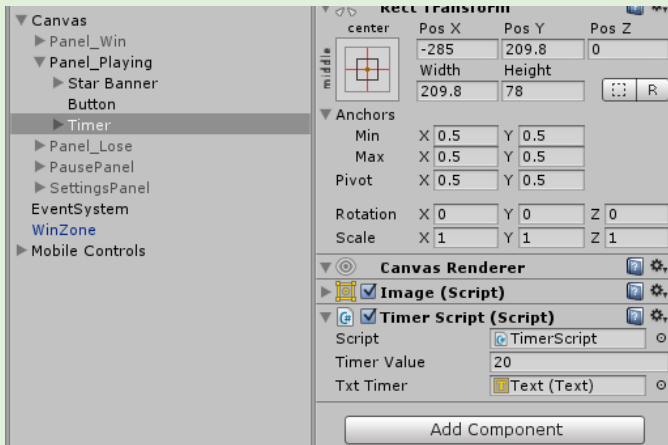 Canvas
Panel_Win
Panel_Playing
Star Banner
Button
Timer
Panel_Lose
PausePanel
SettingsPanel
EventSystem
WinZone
Mobile Controls
Rect Transform
center Pos X Pos Y Pos Z
middle -285 209.8 0
Width Height
209.8 78 R
Anchors
Min X 0.5 Y 0.5
Max X 0.5 Y 0.5
Pivot X 0.5 Y 0.5
Rotation X 0 Y 0 Z 0
Scale X 1 Y 1 Z 1
Canvas Renderer
Image (Script)
C# Timer Script (Script)
Script TimerScript
Timer Value 20
Txt Timer Text (Text)
Add Component